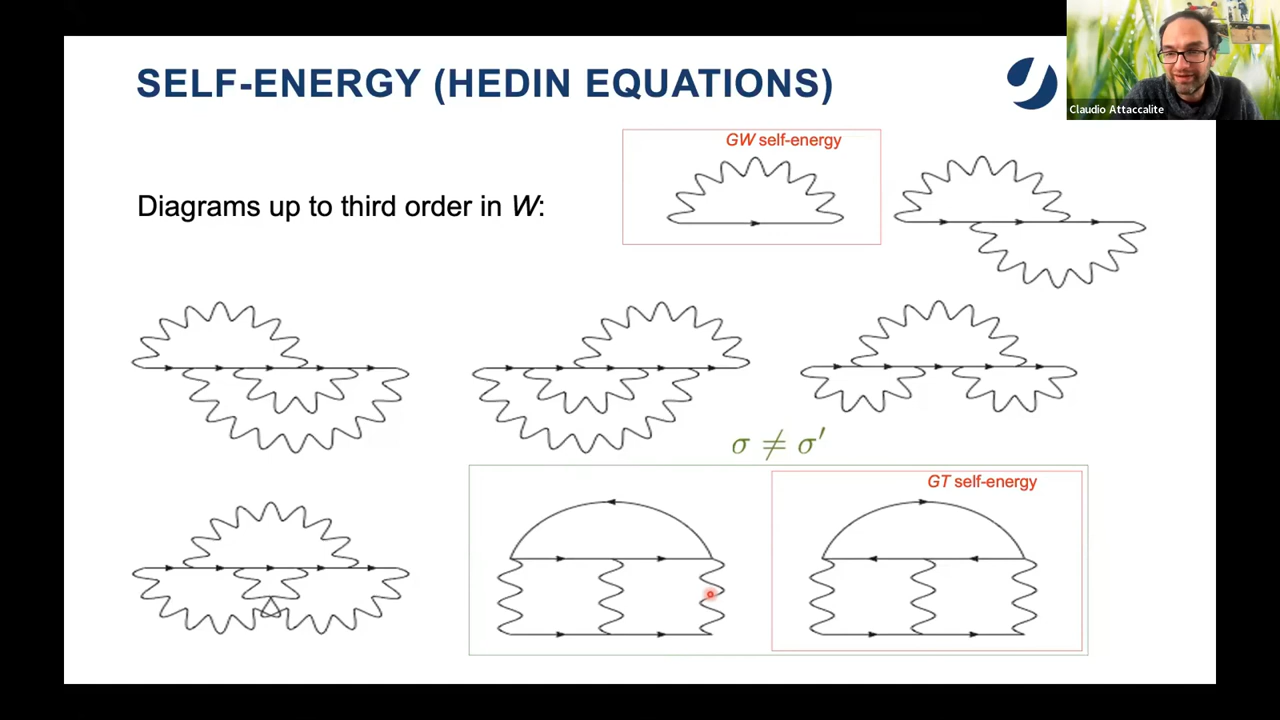 SELF-ENERGY (HEDIN EQUATIONS)
Claudio Attaccalite
GW self-energy
Diagrams up to third order in W:
σ ≠ σ′
GT self-energy